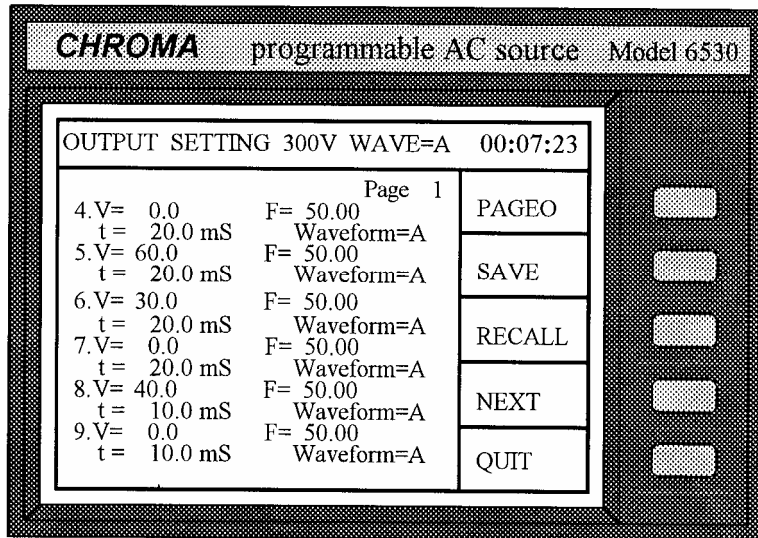 CHROMA programmable AC source Model 6530
OUTPUT SETTING 300V WAVE=A 00:07:23
Page 1
4.V= 0.0 F= 50.00
t = 20.0 mS Waveform=A
5.V= 60.0 F= 50.00
t = 20.0 mS Waveform=A
6.V= 30.0 F= 50.00
t = 20.0 mS Waveform=A
7.V= 0.0 F= 50.00
t = 20.0 mS Waveform=A
8.V= 40.0 F= 50.00
t = 10.0 mS Waveform=A
9.V= 0.0 F= 50.00
t = 10.0 mS Waveform=A
PAGEO
SAVE
RECALL
NEXT
QUIT